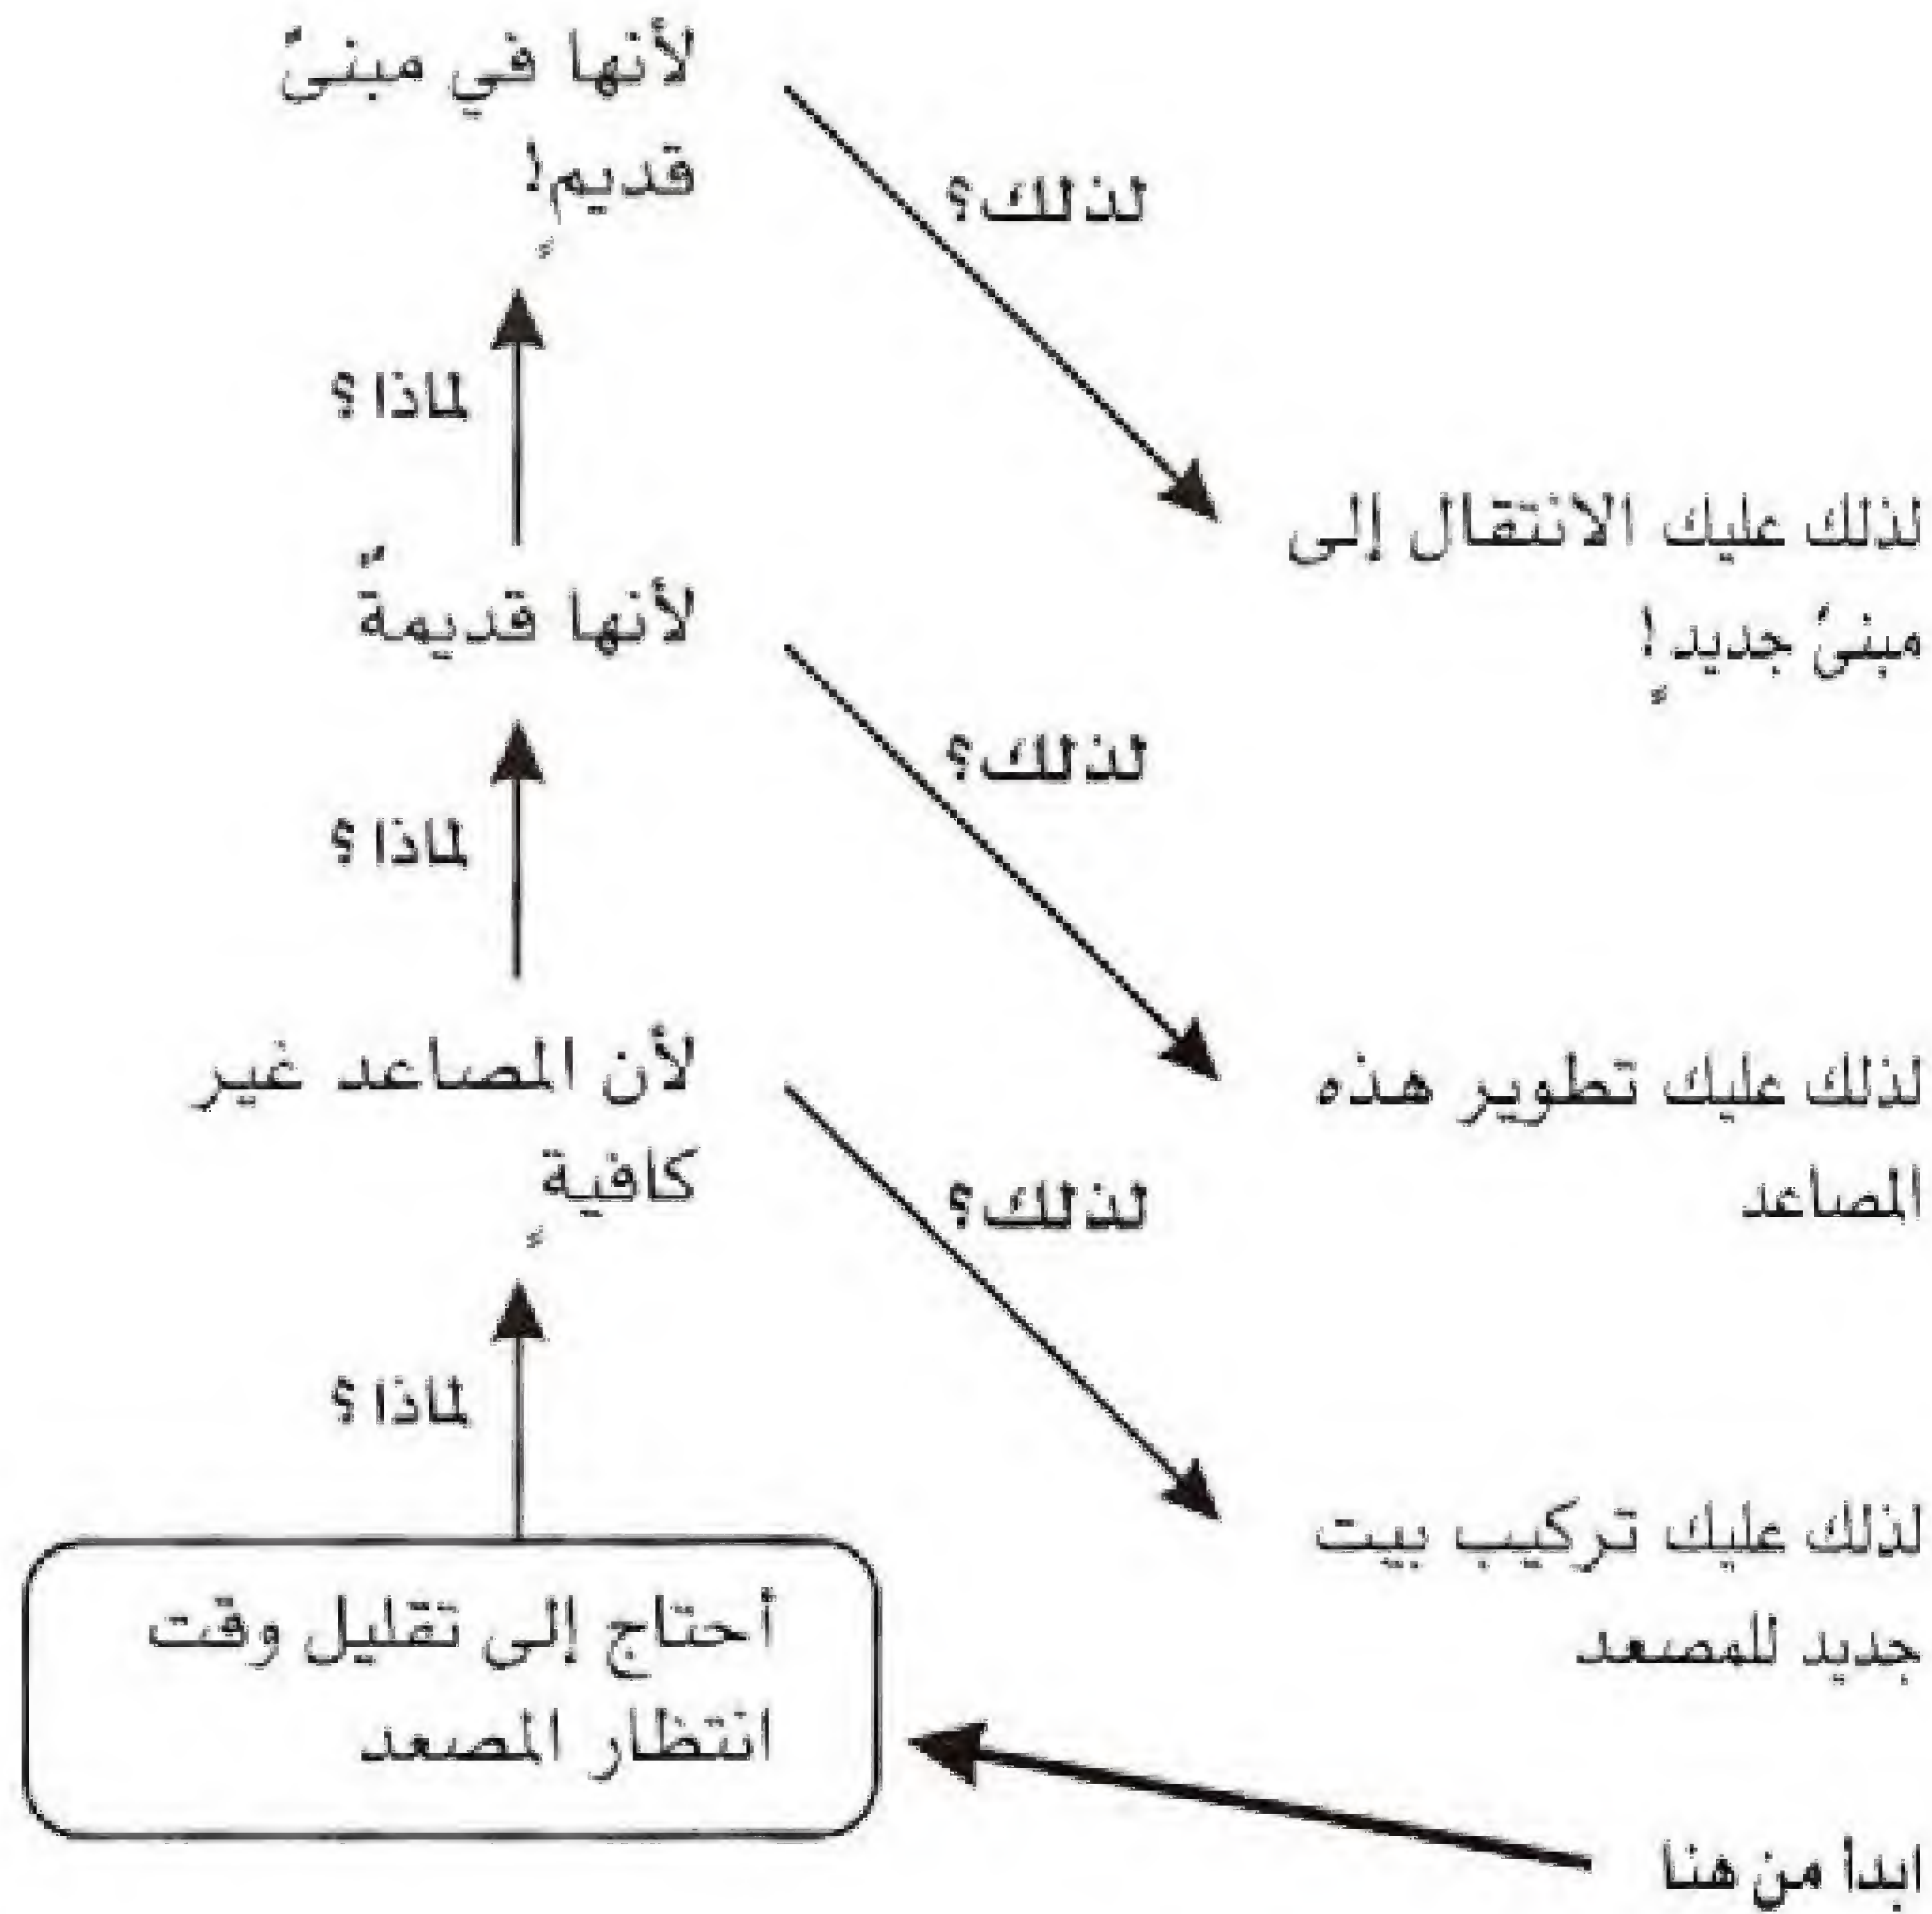 لأنها في مبنىً
قديمٍ!
لذلك؟
لماذا؟
لذلك عليك الانتقال إلى
مبنىً جديدٍ!
لأنها قديمةٌ
لذلك؟
لماذا؟
لأن المصاعد غير
كافيةٍ
لذلك عليك تطوير هذه
المصاعد
لذلك؟
لماذا؟
لذلك عليك تركيب بيت
جديد للمصعد
أحتاج إلى تقليل وقت
انتظار المصعد
ابدأ من هنا